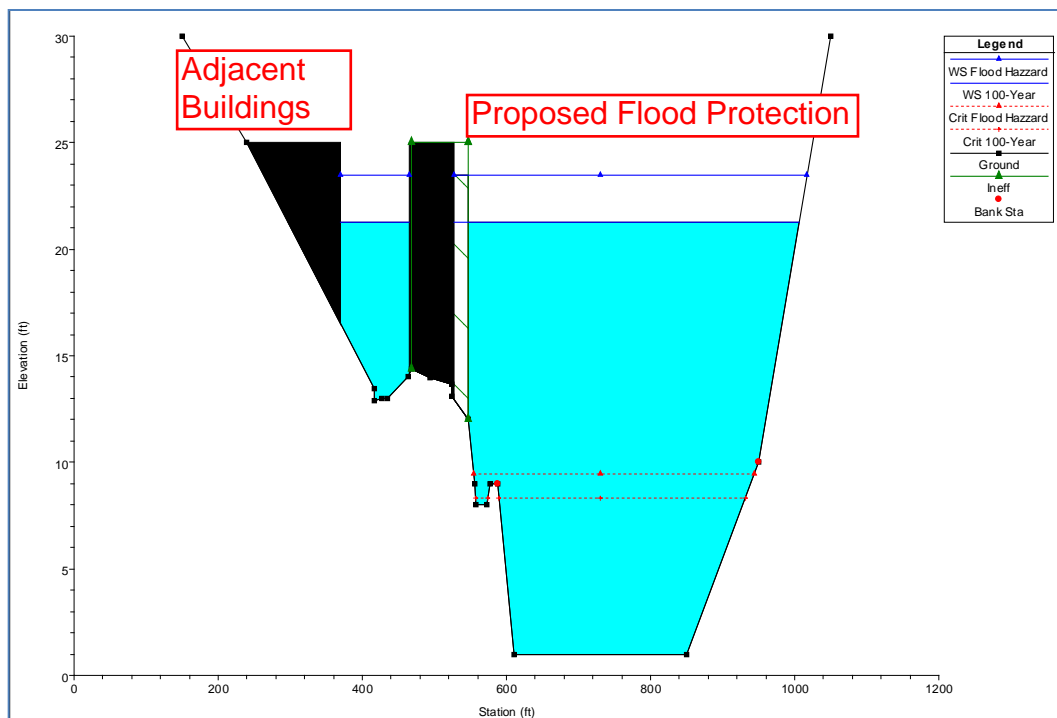 Adjacent
Buildings
Proposed Flood Protection
Legend
WS Flood Hazzard
WS 100-Year
Crit Flood Hazzard
Crit 100-Year
Ground
Ineff
Bank Sta
Elevation (ft)
30
25
20
15
10
5
0
0
200
400
600
800
1000
1200
Station (ft)